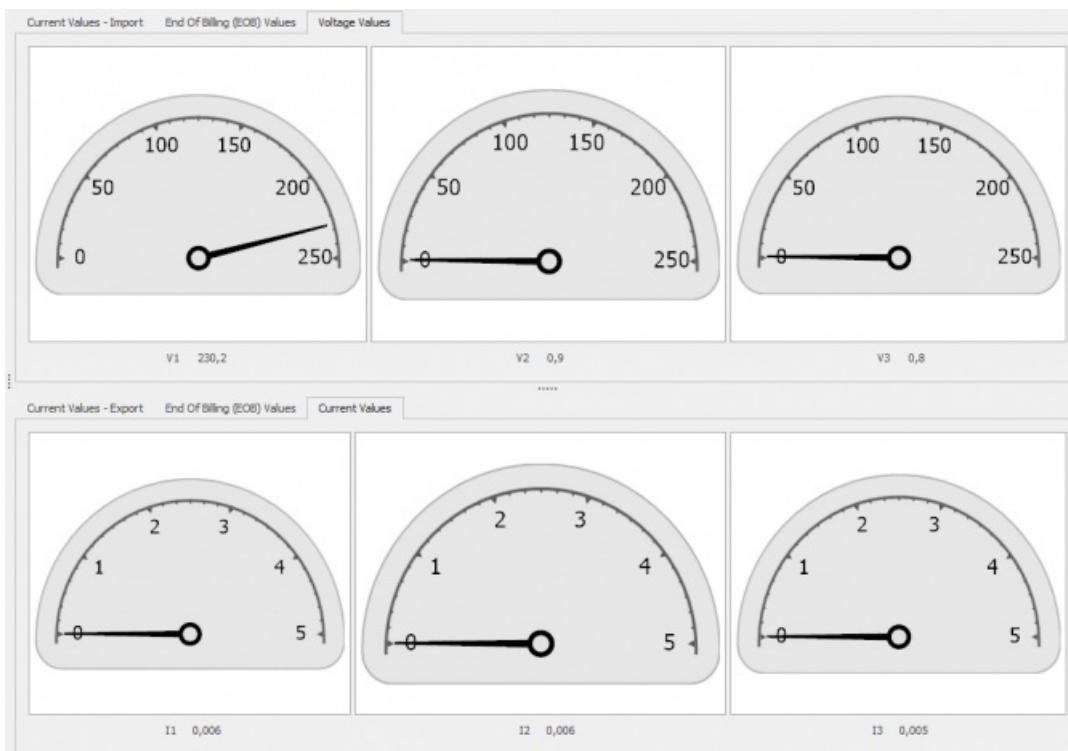 Current Values - Import End Of Billing (EOB) Values Voltage Values
0 50 100 150 200 250
0 50 100 150 200 250
0 50 100 150 200 250
V1 230,2
V2 0,9
V3 0,8
Current Values - Export End Of Billing (EOB) Values Current Values
0 1 2 3 4 5
0 1 2 3 4 5
0 1 2 3 4 5
I1 0,006
I2 0,006
I3 0,005